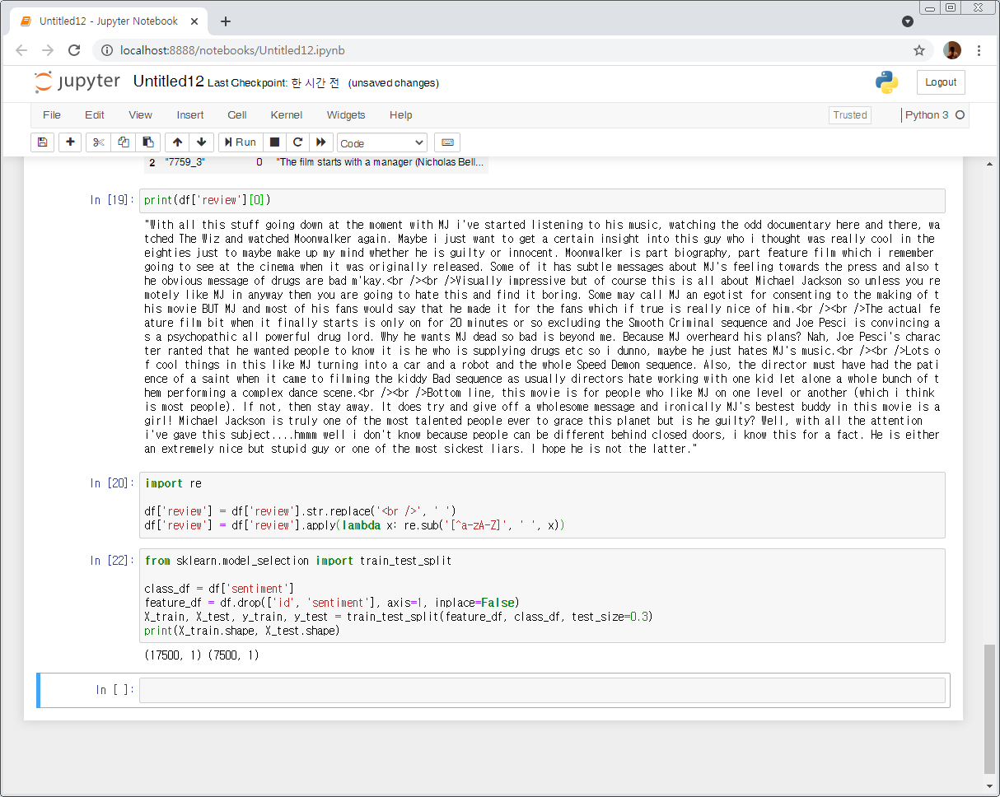 Untitled12 - Jupyter Notebook
localhost:8888/notebooks/Untitled12.ipynb
jupyter Untitled12 Last Checkpoint: 한 시간 전 (unsaved changes) Logout
File Edit View Insert Cell Kernel Widgets Help Trusted Python 3
Run Code
2 "7759_3" 0 "The film starts with a manager (Nicholas Bell...
In [19]: print(df['review'][0])
"With all this stuff going down at the moment with MJ i've started listening to his music, watching the odd documentary here and there, wa
tched The Wiz and watched Moonwalker again. Maybe i just want to get a certain insight into this guy who i thought was really cool in the
eighties just to maybe make up my mind whether he is guilty or innocent. Moonwalker is part biography, part feature film which i remember
going to see at the cinema when it was originally released. Some of it has subtle messages about MJ's feeling towards the press and also t
he obvious message of drugs are bad m'kay.<br /><br />Visually impressive but of course this is all about Michael Jackson so unless you re
motely like MJ in anyway then you are going to hate this and find it boring. Some may call MJ an egotist for consenting to the making of t
his movie BUT MJ and most of his fans would say that he made it for the fans which if true is really nice of him.<br /><br />The actual fe
ature film bit when it finally starts is only on for 20 minutes or so excluding the Smooth Criminal sequence and Joe Pesci is convincing a
s a psychopathic all powerful drug lord. Why he wants MJ dead so bad is beyond me. Because MJ overheard his plans? Nah, Joe Pesci's charac
ter ranted that he wanted people to know it is he who is supplying drugs etc so i dunno, maybe he just hates MJ's music.<br /><br />Lots o
f cool things in this like MJ turning into a car and a robot and the whole Speed Demon sequence. Also, the director must have had the pati
ence of a saint when it came to filming the kiddy Bad sequence as usually directors hate working with one kid let alone a whole bunch of t
hem performing a complex dance scene.<br /><br />Bottom line, this movie is for people who like MJ on one level or another (which i think
is most people). If not, then stay away. It does try and give off a wholesome message and ironically MJ's bestest buddy in this movie is a
girl! Michael Jackson is truly one of the most talented people ever to grace this planet but is he guilty? Well, with all the attention
i've gave this subject....hmmm well i don't know because people can be different behind closed doors, i know this for a fact. He is either
an extremely nice but stupid guy or one of the most sickest liars. I hope he is not the latter."
In [20]: import re
df['review'] = df['review'].str.replace('<br />', ' ')
df['review'] = df['review'].apply(lambda x: re.sub('[^a-zA-Z]', ' ', x))
In [22]: from sklearn.model_selection import train_test_split
class_df = df['sentiment']
feature_df = df.drop(['id', 'sentiment'], axis=1, inplace=False)
X_train, X_test, y_train, y_test = train_test_split(feature_df, class_df, test_size=0.3)
print(X_train.shape, X_test.shape)
(17500, 1) (7500, 1)
In [ ]: